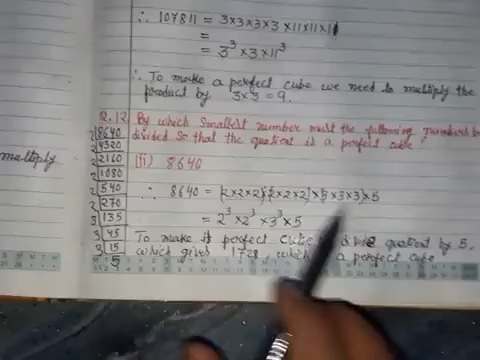 ∴ 107811 = 3×3×3×3×11×11×11
=
= 3³×3×11³
∴ To make a perfect cube we need to multiply the
product by 3×3 = 9.
Q.12 By which smallest number must the following numbers be
divided so that the quotient is a perfect cube
(ii) 8640
multiply
2|8640
2|4320
2|2160
2|1080
2|540
2|270
3|135
3|45
3|15
5
∴ 8640 = (2×2×2)×(2×2×2)×(3×3×3)×5
= 2³×2³×3³×5
To make it perfect cube divide quotient by 5,
which gives 1728, which a perfect cube